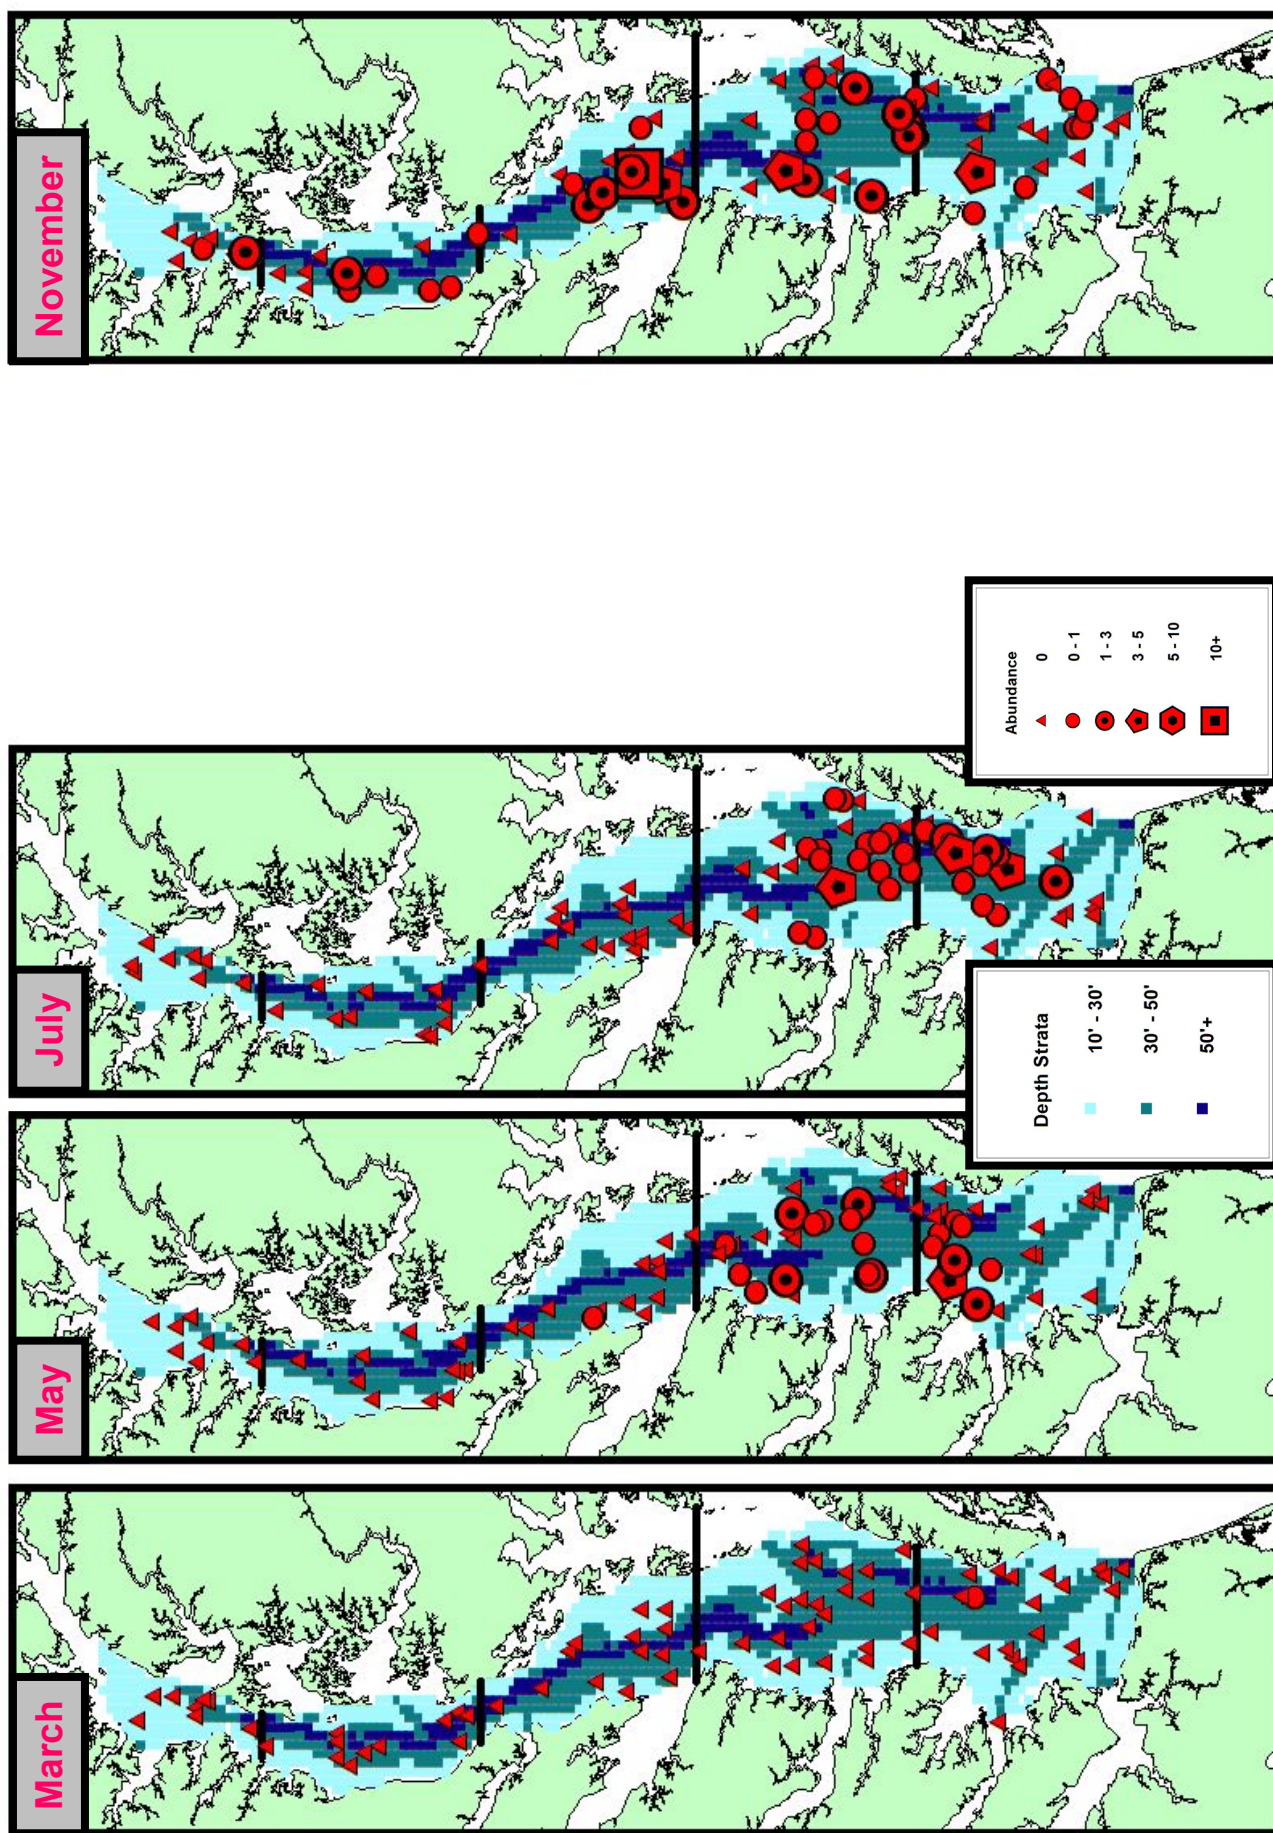 March
May
July
November
Depth Strata
10' - 30'
30' - 50'
50'+
Abundance
0
0 - 1
1 - 3
3 - 5
5 - 10
10+